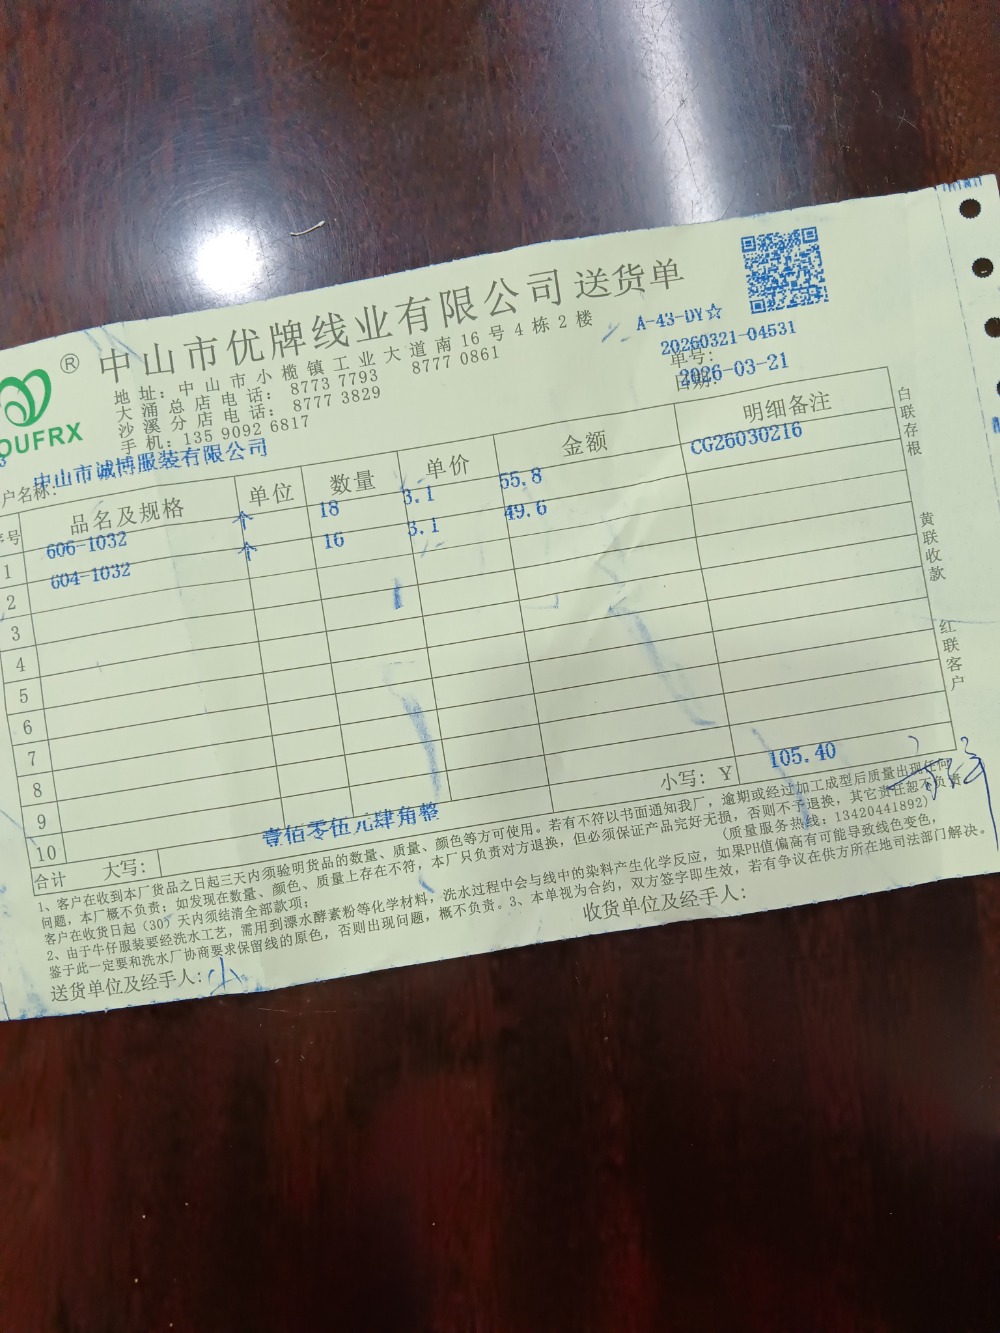 ®
OUFRX
中山市优牌线业有限公司 送货单
地址：中山市小榄镇工业大道南16号4栋2楼
大涌总店电话：8773 7793 8777 0861
沙溪分店电话：8777 3829
手机：135 9092 6817
A-43-DY☆
单号：20260321-04531
日期：2026-03-21
户名称：中山市诚博服装有限公司
序号 品名及规格 单位 数量 单价 金额 明细备注
1 606-1032 个 18 3.1 55.8 CG26030216
2 604-1032 个 16 3.1 49.6
3
4
5
6
7
8
9
10
合计 大写：壹佰零伍元肆角整 小写：Y 105.40
1、客户在收到本厂货品之日起三天内须验明货品的数量、质量、颜色等方可使用。若有不符以书面通知我厂，逾期或经过加工成型后质量出现任何
问题，本厂概不负责；如发现在数量、颜色、质量上存在不符，本厂只负责对方退换，但必须保证产品完好无损，否则不予退换，其它责任恕不负责。
客户在收货日起（30）天内须结清全部款项； (质量服务热线：13420441892)
2、由于牛仔服装要经洗水工艺，需用到漂水酵素粉等化学材料，洗水过程中会与线中的染料产生化学反应，如果PH值偏高有可能导致线色变色，
鉴于此一定要和洗水厂协商要求保留线的原色，否则出现问题，概不负责。3、本单视为合约，双方签字即生效，若有争议在供方所在地司法部门解决。
送货单位及经手人：小 收货单位及经手人：
白联存根
黄联收款
红联客户